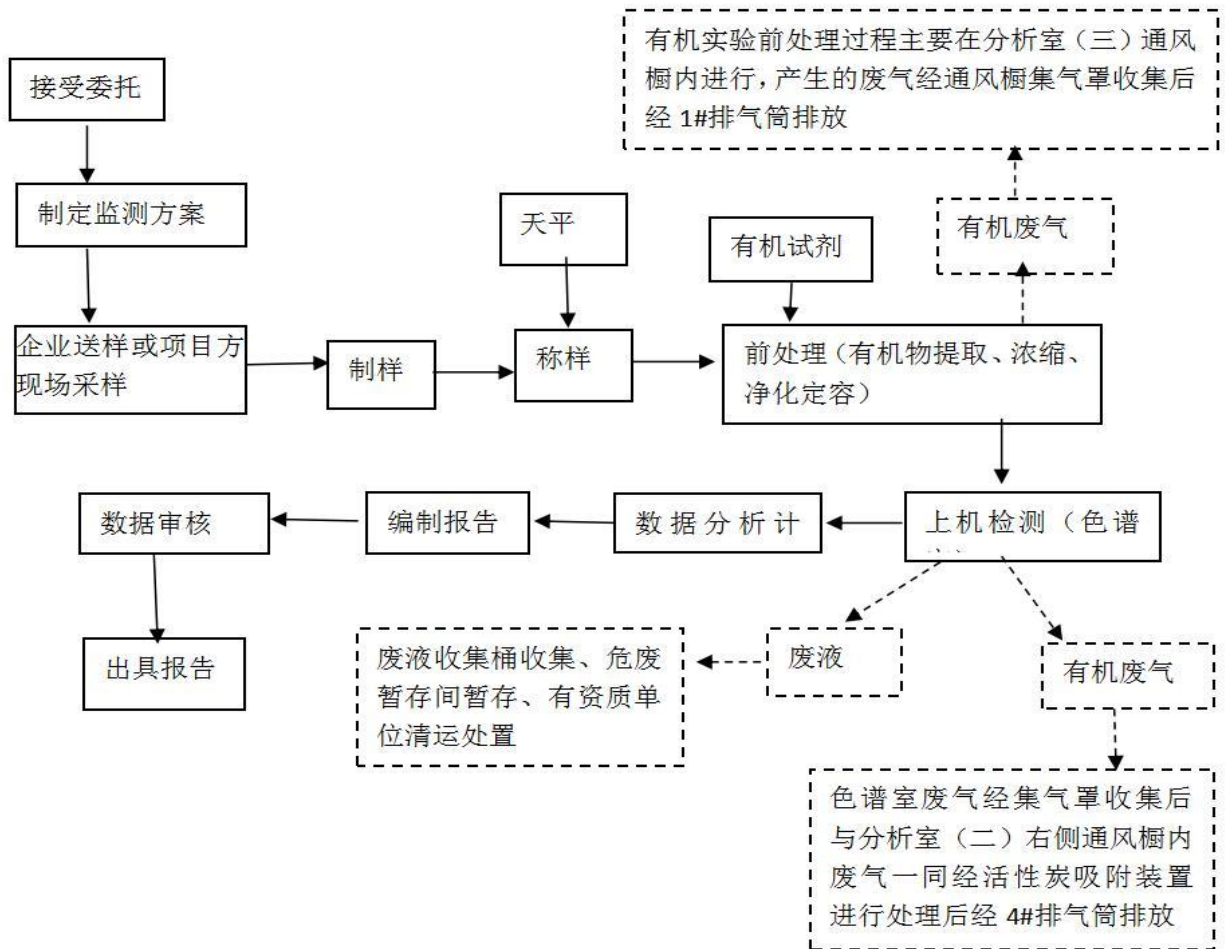 有机实验前处理过程主要在分析室（三）通风
橱内进行，产生的废气经通风橱集气罩收集后
经 1#排气筒排放
接受委托
制定监测方案
天平
有机试剂
有机废气
企业送样或项目方
现场采样
制样
称样
前处理（有机物提取、浓缩、
净化定容）
数据审核
编制报告
数据分析计
上机检测（色谱
出具报告
废液收集桶收集、危废
暂存间暂存、有资质单
位清运处置
废液
有机废气
色谱室废气经集气罩收集后
与分析室（二）右侧通风橱内
废气一同经活性炭吸附装置
进行处理后经 4#排气筒排放